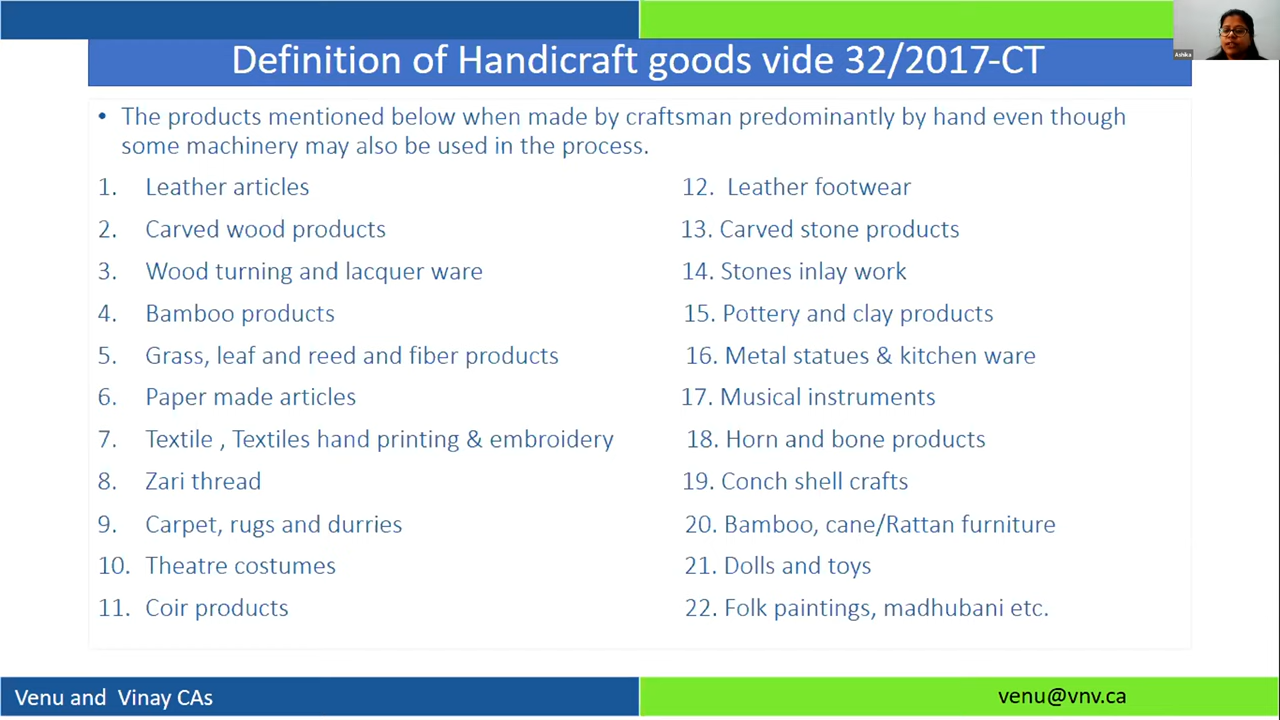 Definition of Handicraft goods vide 32/2017-CT
Ashika
• The products mentioned below when made by craftsman predominantly by hand even though
some machinery may also be used in the process.
1. Leather articles
2. Carved wood products
3. Wood turning and lacquer ware
4. Bamboo products
5. Grass, leaf and reed and fiber products
6. Paper made articles
7. Textile , Textiles hand printing & embroidery
8. Zari thread
9. Carpet, rugs and durries
10. Theatre costumes
11. Coir products
12. Leather footwear
13. Carved stone products
14. Stones inlay work
15. Pottery and clay products
16. Metal statues & kitchen ware
17. Musical instruments
18. Horn and bone products
19. Conch shell crafts
20. Bamboo, cane/Rattan furniture
21. Dolls and toys
22. Folk paintings, madhubani etc.
Venu and Vinay CAs
venu@vnv.ca